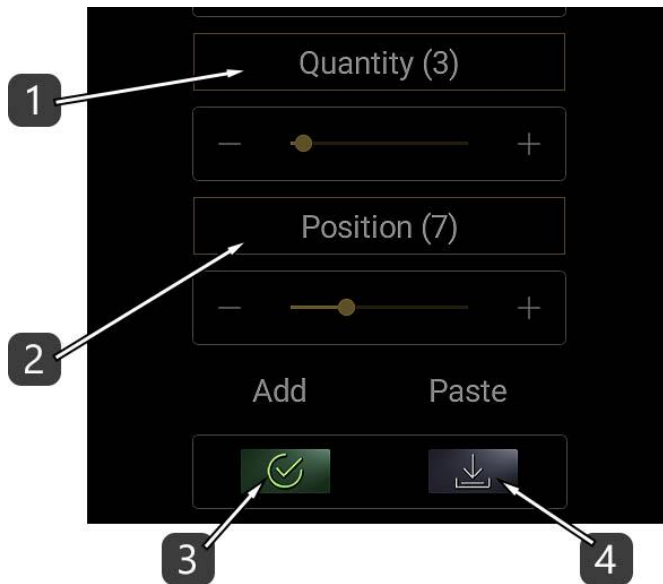 Quantity (3)
1
− +
Position (7)
− +
2
Add Paste
3 4